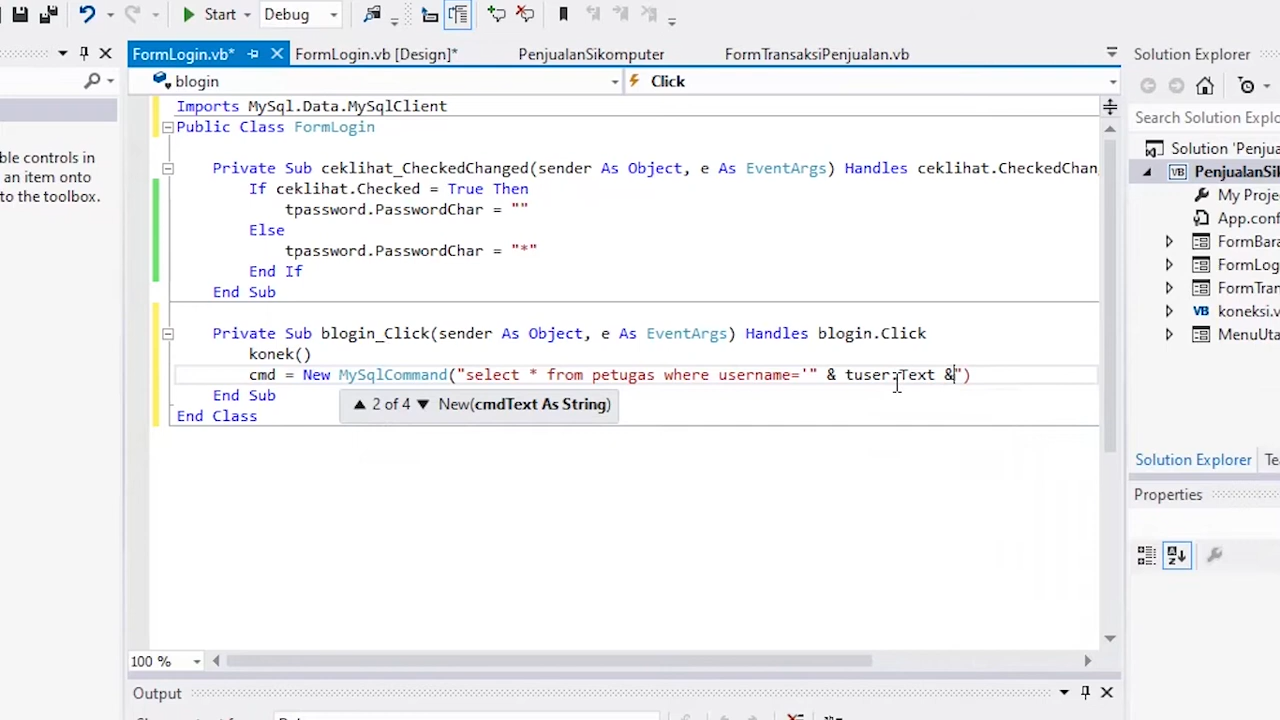 Start Debug
FormLogin.vb* FormLogin.vb [Design]* PenjualanSikomputer FormTransaksiPenjualan.vb Solution Explorer
blogin Click
Imports MySql.Data.MySqlClient
Public Class FormLogin
Search Solution Explo
ble controls in
an item onto
to the toolbox.
Private Sub ceklihat_CheckedChanged(sender As Object, e As EventArgs) Handles ceklihat.CheckedChan
If ceklihat.Checked = True Then
tpassword.PasswordChar = ""
Else
tpassword.PasswordChar = "*"
End If
End Sub
Private Sub blogin_Click(sender As Object, e As EventArgs) Handles blogin.Click
konek()
cmd = New MySqlCommand("select * from petugas where username='" & tuser.Text &")
End Sub
End Class
2 of 4 New(cmdText As String)
Solution 'Penjua
PenjualanSi
My Proje
App.conf
FormBara
FormLog
FormTran
koneksi.v
MenuUta
Solution Explorer Te
Properties
100 %
Output